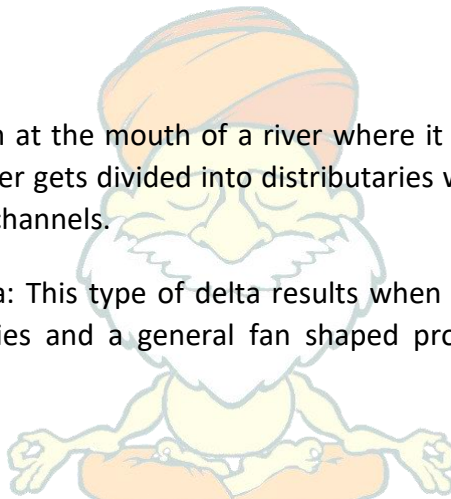 at the mouth of a river where it
er gets divided into distributaries
channels.
a: This type of delta results when
ies and a general fan shaped